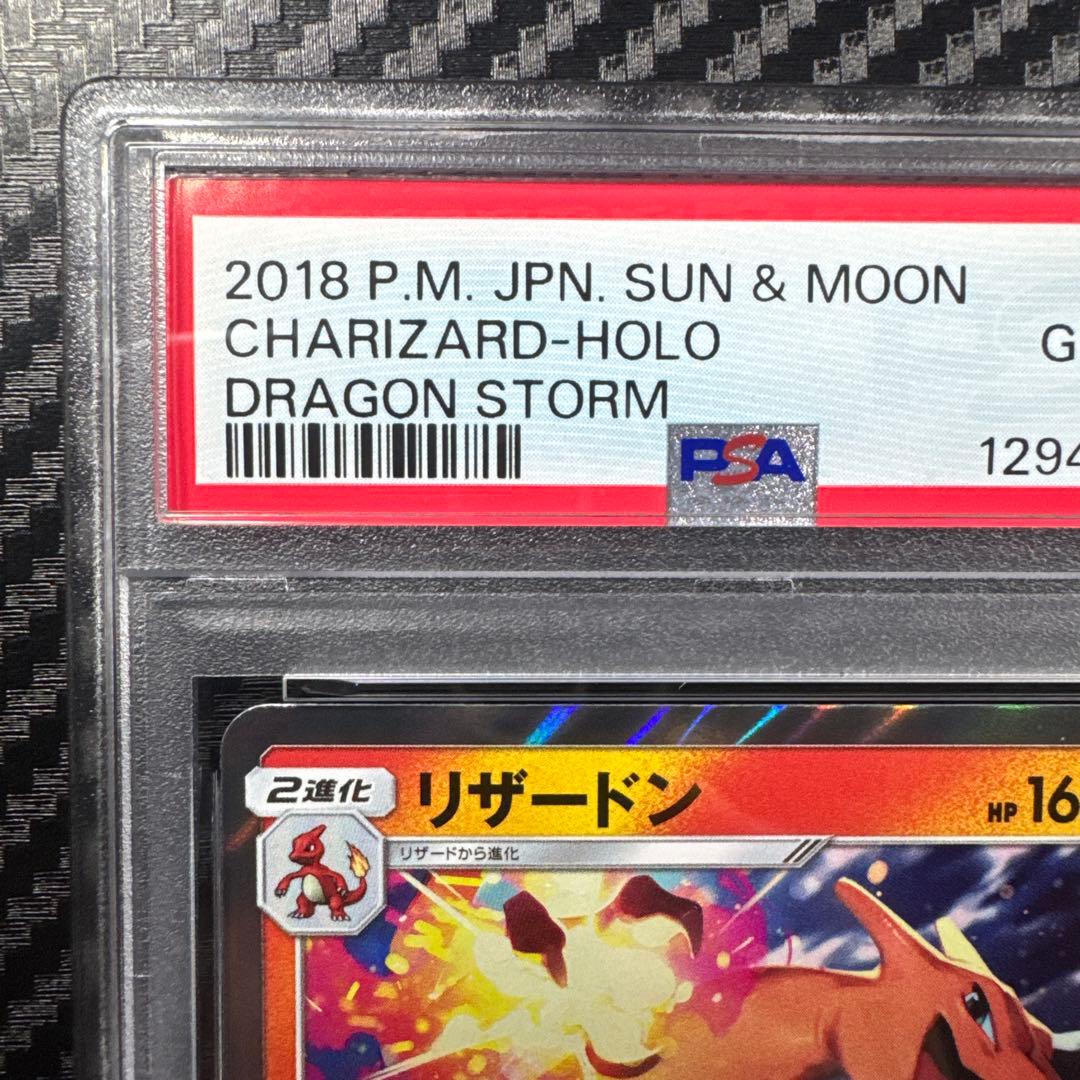 2018 P.M. JPN. SUN & MOON
CHARIZARD-HOLO
DRAGON STORM
PSA
2進化
リザードン
HP
リザードから進化